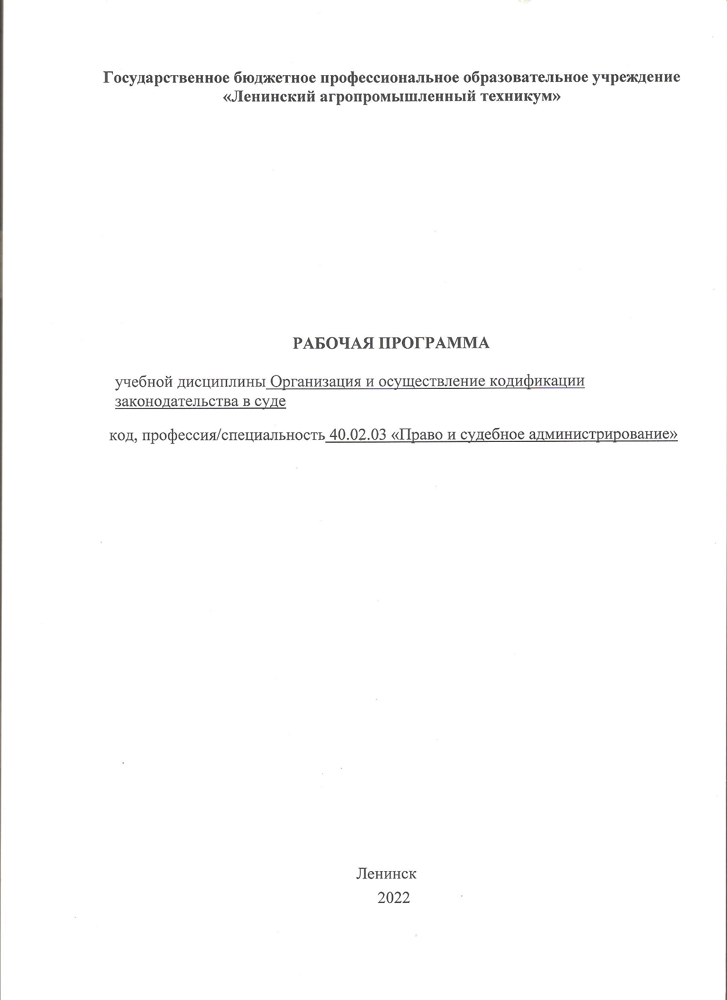 Государственное бюджетное профессиональное образовательное учреждение
«Ленинский агропромышленный техникум»
РАБОЧАЯ ПРОГРАММА
учебной дисциплины Организация и осуществление кодификации
законодательства в суде
код, профессия/специальность 40.02.03 «Право и судебное администрирование»
Ленинск
2022